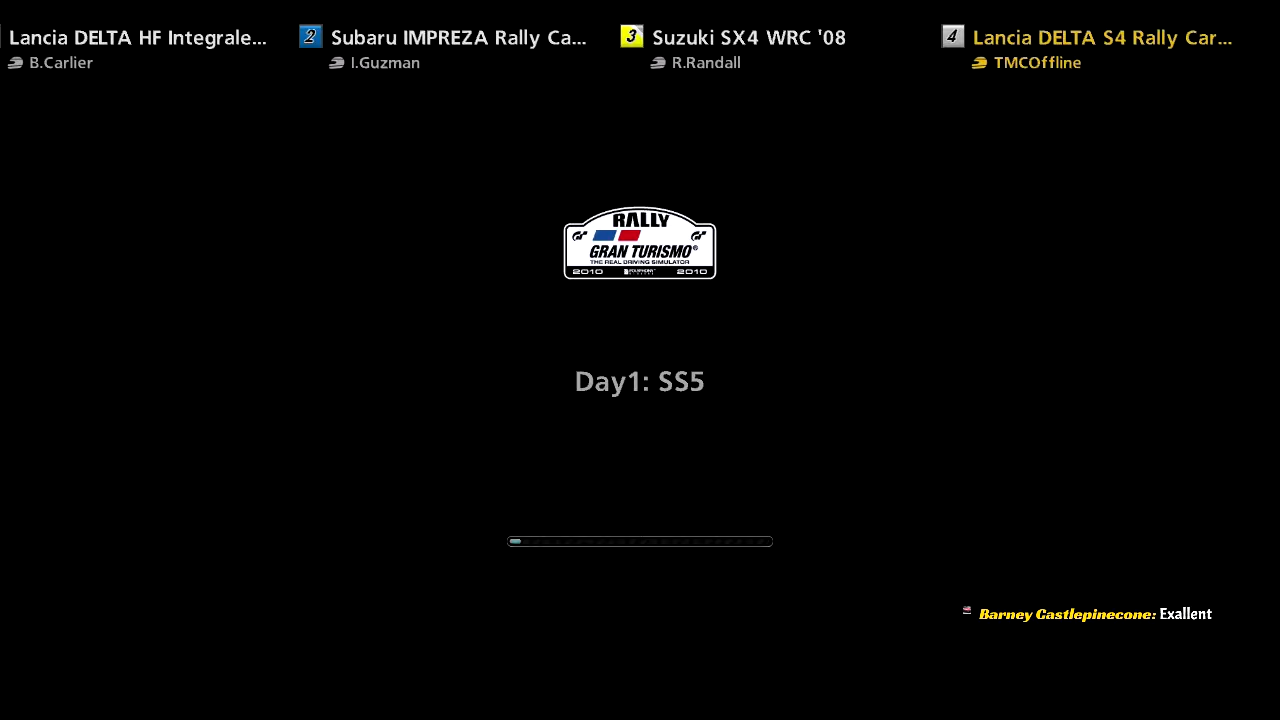 Lancia DELTA HF Integrale... 2 Subaru IMPREZA Rally Ca... 3 Suzuki SX4 WRC '08 4 Lancia DELTA S4 Rally Car...
B.Carlier I.Guzman R.Randall TMCOffline
RALLY
GT GT
GRAN TURISMO®
THE REAL DRIVING SIMULATOR
2010 2010
Day1: SS5
Barney Castlepinecone: Exallent